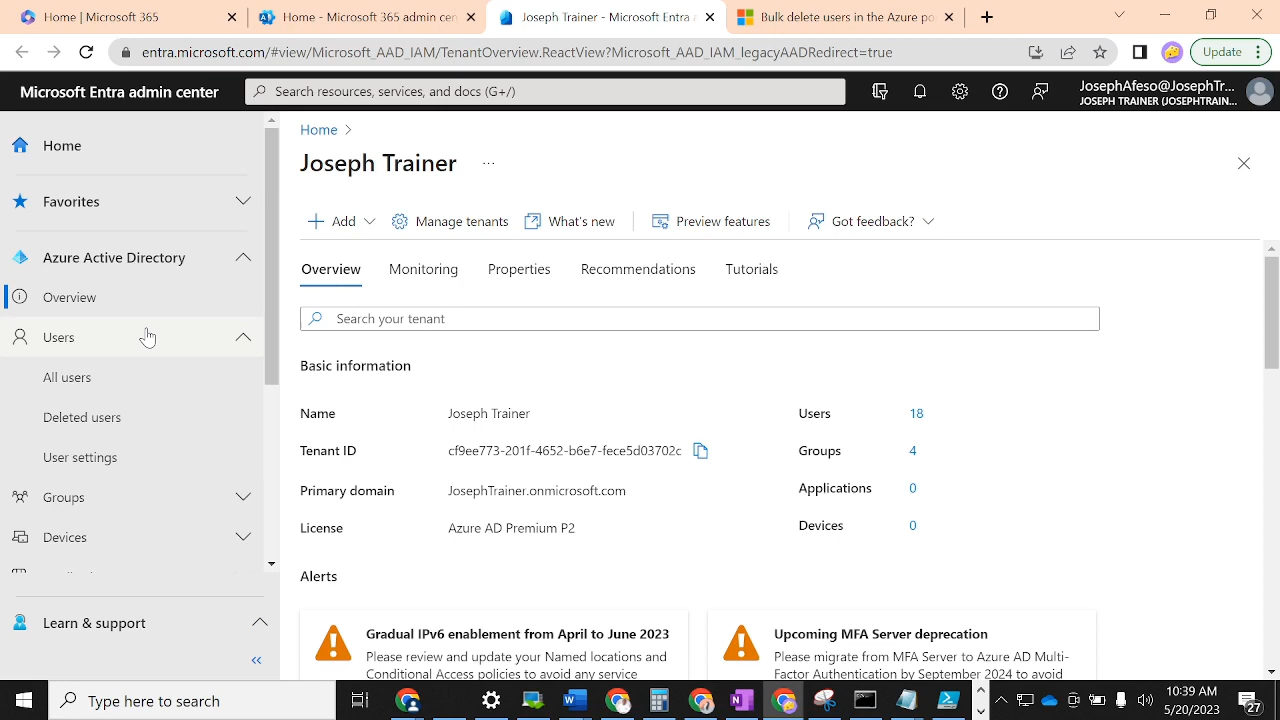 Home | Microsoft 365
Home - Microsoft 365 admin cen
Joseph Trainer - Microsoft Entra
Bulk delete users in the Azure po
entra.microsoft.com/#view/Microsoft_AAD_IAM/TenantOverview.ReactView?Microsoft_AAD_IAM_legacyAADRedirect=true
Update
Microsoft Entra admin center
Search resources, services, and docs (G+/)
JosephAfeso@JosephTr...
JOSEPH TRAINER (JOSEPHTRAIN...
Home
Favorites
Azure Active Directory
Overview
Users
All users
Deleted users
User settings
Groups
Devices
Learn & support
Home >
Joseph Trainer ...
Add
Manage tenants
What's new
Preview features
Got feedback?
Overview
Monitoring
Properties
Recommendations
Tutorials
Search your tenant
Basic information
Name Joseph Trainer Users 18
Tenant ID cf9ee773-201f-4652-b6e7-fece5d03702c Groups 4
Primary domain JosephTrainer.onmicrosoft.com Applications 0
License Azure AD Premium P2 Devices 0
Alerts
Gradual IPv6 enablement from April to June 2023
Please review and update your Named locations and
Conditional Access policies to avoid any service
Upcoming MFA Server deprecation
Please migrate from MFA Server to Azure AD Multi-
Factor Authentication by September 2024 to avoid
Type here to search
10:39 AM
5/20/2023
27